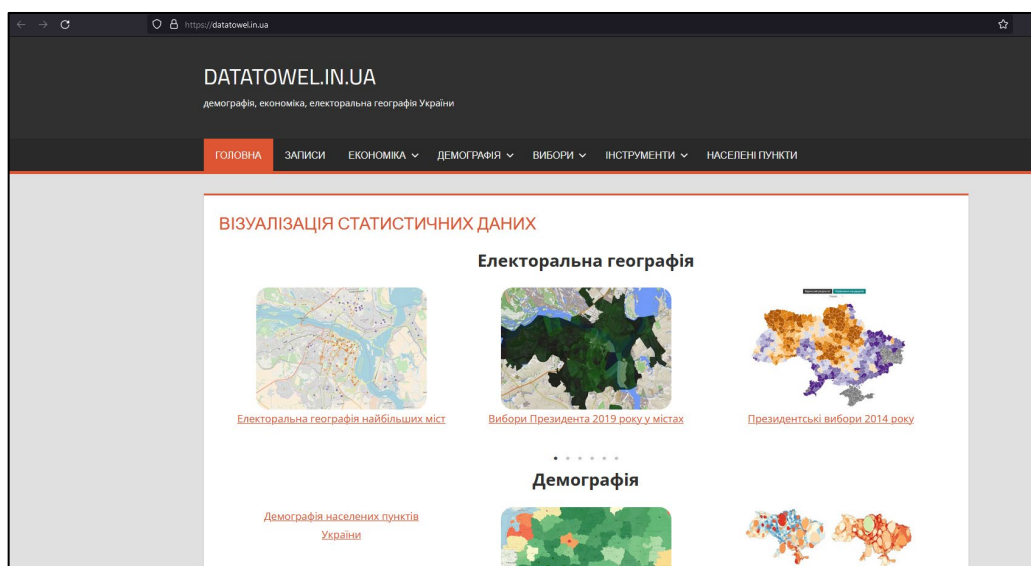 https://datatowel.in.ua
DATATOWEL.IN.UA
демографія, економіка, електоральна географія України
ГОЛОВНА ЗАПИСИ ЕКОНОМІКА ДЕМОГРАФІЯ ВИБОРИ ІНСТРУМЕНТИ НАСЕЛЕНІ ПУНКТИ
ВІЗУАЛІЗАЦІЯ СТАТИСТИЧНИХ ДАНИХ
Електоральна географія
Електоральна географія найбільших міст
Вибори Президента 2019 року у містах
Президентські вибори 2014 року
Демографія
Демографія населених пунктів
України